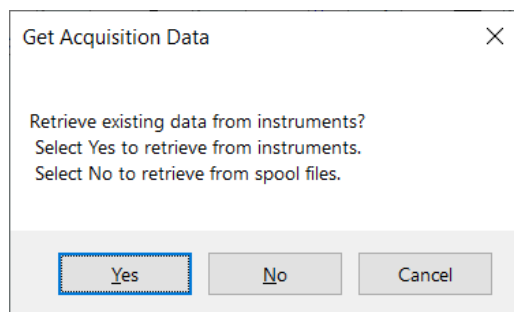 Get Acquisition Data
Retrieve existing data from instruments?
Select Yes to retrieve from instruments.
Select No to retrieve from spool files.
Yes
No
Cancel